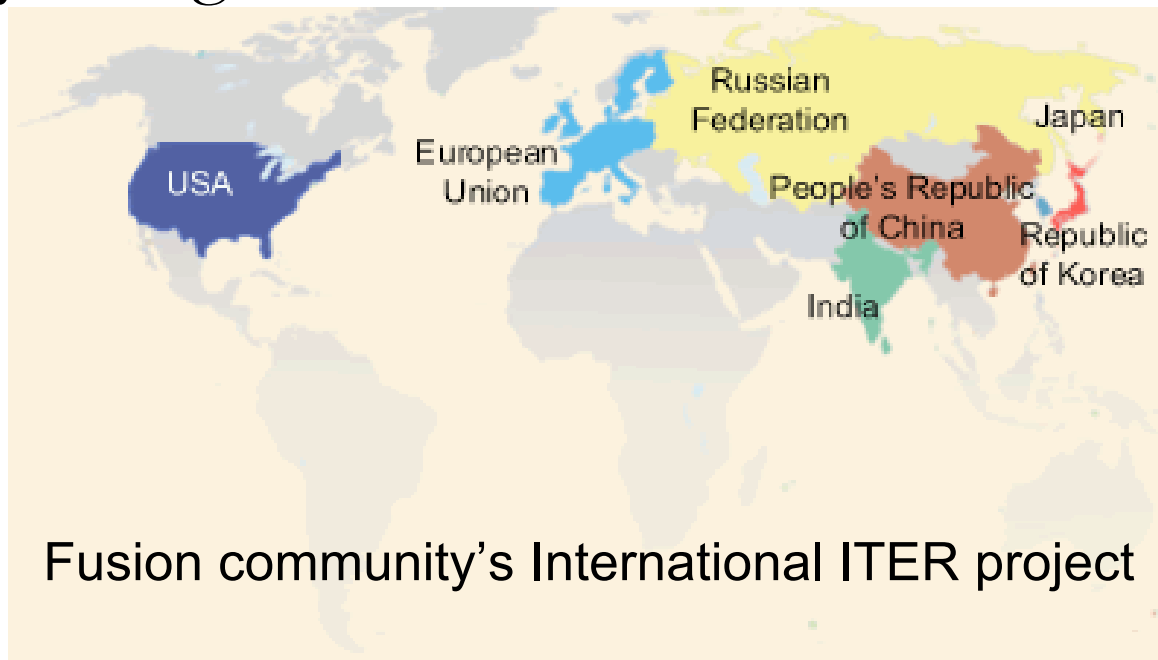 Russian
Federation
Japan
European
Union
USA
People's Republic
of China
Republic
of Korea
India
Fusion community's International ITER project